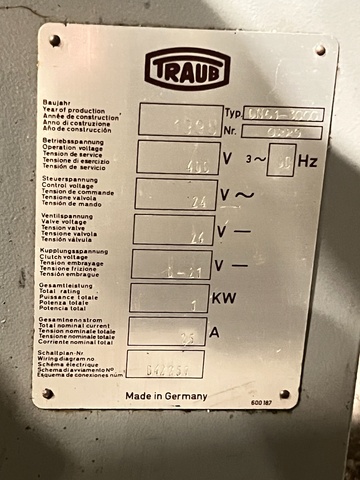 TRAUB
Baujahr
Year of production
Année de construction
Anno di costruzione
Año de construcción
Typ.
Nr.
Betriebsspannung
Operation voltage
Tension de service
Tensione di esercizio
Tensión de servicio
400 V 3~ 50 Hz
Steuerspannung
Control voltage
Tension de commande
Tensione valvola
Tensión de mando
24 V ~
Ventilspannung
Valve voltage
Tension valve
Tensione valvola
Tensión válvula
24 V —
Kupplungsspannung
Clutch voltage
Tension embrayage
Tensione frizione
Tensión embrague
V —
Gesamtleistung
Total rating
Puissance totale
Potenza totale
Potencia total
KW
Gesamtnennstrom
Total nominal current
Tension nominale totale
Tensione nominale totale
Corriente nominal total
A
Schaltplan-Nr.
Wiring diagram no.
Schéma électrique
Schema di avviamento No
Esquema de conexiones núm.
Made in Germany
600 187